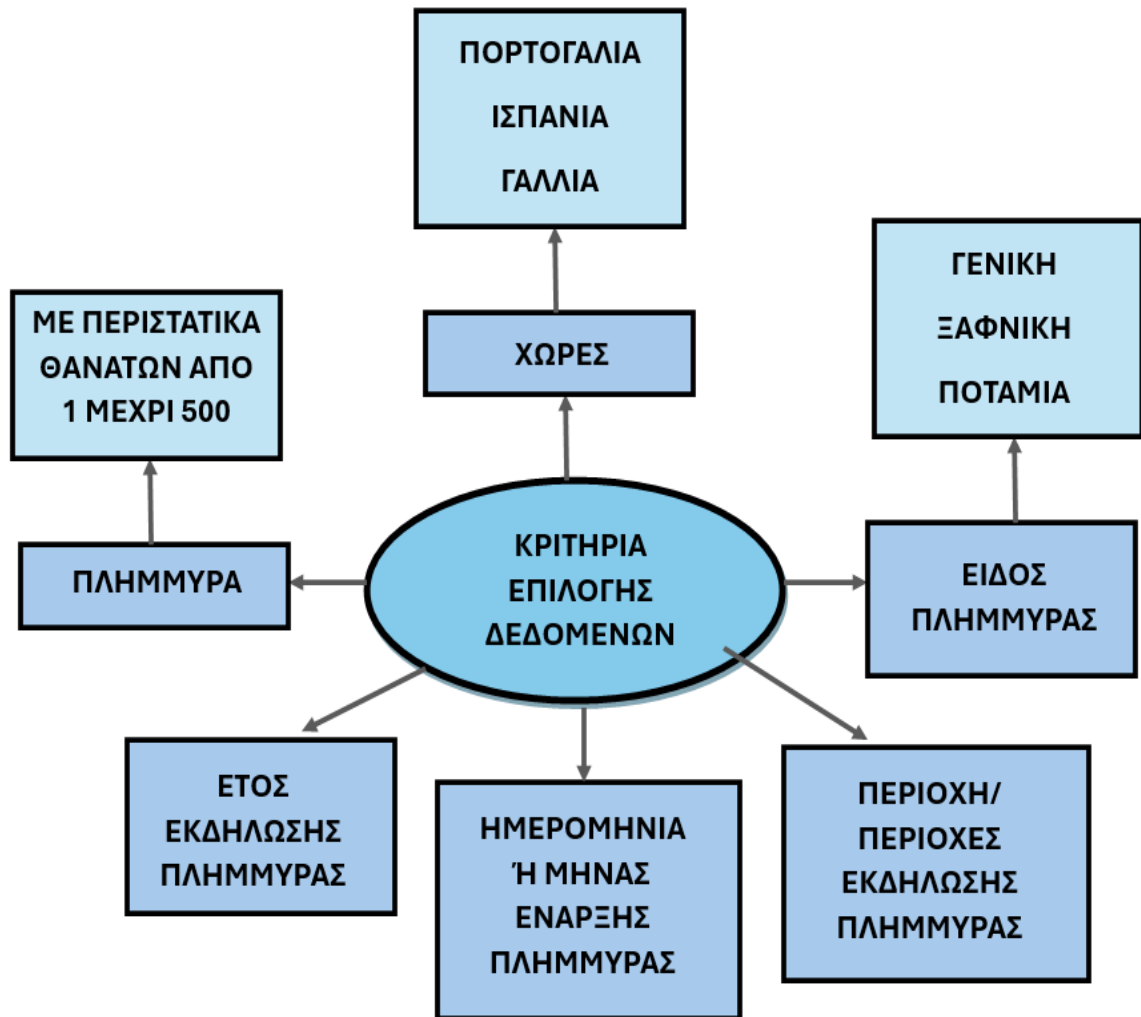 ΠΟΡΤΟΓΑΛΙΑ
ΙΣΠΑΝΙΑ
ΓΑΛΛΙΑ
ΓΕΝΙΚΗ
ΞΑΦΝΙΚΗ
ΠΟΤΑΜΙΑ
ΜΕ ΠΕΡΙΣΤΑΤΙΚΑ
ΘΑΝΑΤΩΝ ΑΠΟ
1 ΜΕΧΡΙ 500
ΧΩΡΕΣ
ΠΛΗΜΜΥΡΑ
ΚΡΙΤΗΡΙΑ
ΕΠΙΛΟΓΗΣ
ΔΕΔΟΜΕΝΩΝ
ΕΙΔΟΣ
ΠΛΗΜΜΥΡΑΣ
ΕΤΟΣ
ΕΚΔΗΛΩΣΗΣ
ΠΛΗΜΜΥΡΑΣ
ΗΜΕΡΟΜΗΝΙΑ
Ή ΜΗΝΑΣ
ΕΝΑΡΞΗΣ
ΠΛΗΜΜΥΡΑΣ
ΠΕΡΙΟΧΗ/
ΠΕΡΙΟΧΕΣ
ΕΚΔΗΛΩΣΗΣ
ΠΛΗΜΜΥΡΑΣ